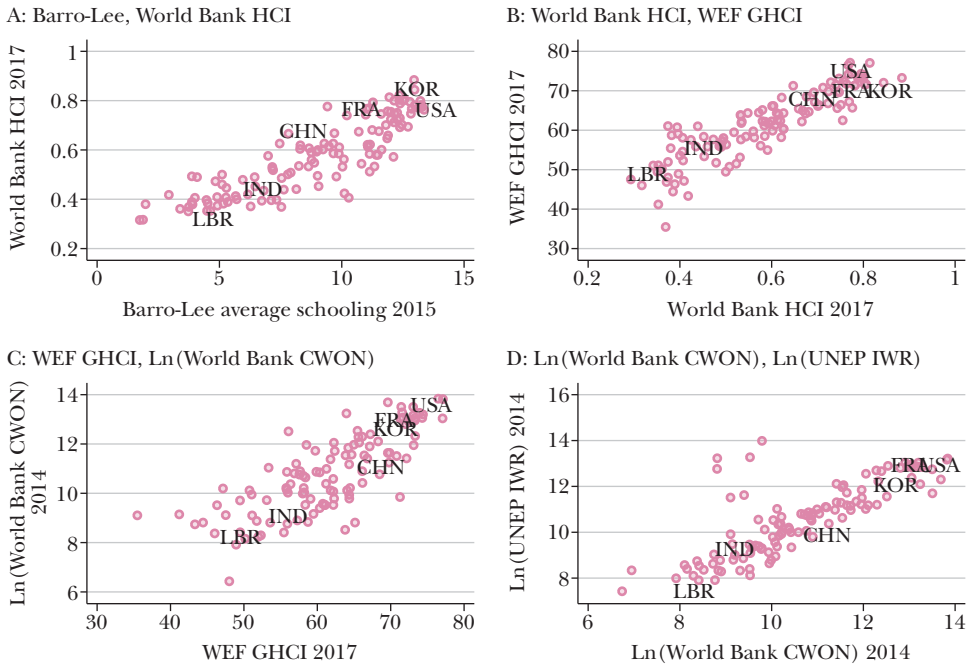 A: Barro-Lee, World Bank HCI
World Bank HCI 2017
1
0.8
0.6
0.4
0.2
KOR
FRA
USA
CHN
IND
LBR
0
5
10
15
Barro-Lee average schooling 2015
B: World Bank HCI, WEF GHCI
WEF GHCI 2017
80
70
60
50
40
30
USA
FRA
KOR
CHN
IND
LBR
0.2
0.4
0.6
0.8
1
World Bank HCI 2017
C: WEF GHCI, Ln(World Bank CWON)
Ln(World Bank CWON)
2014
14
12
10
8
6
USA
FRA
KOR
CHN
IND
LBR
30
40
50
60
70
80
WEF GHCI 2017
D: Ln(World Bank CWON), Ln(UNEP IWR)
Ln(UNEP IWR) 2014
16
14
12
10
8
FRA
USA
KOR
CHN
IND
LBR
6
8
10
12
14
Ln(World Bank CWON) 2014